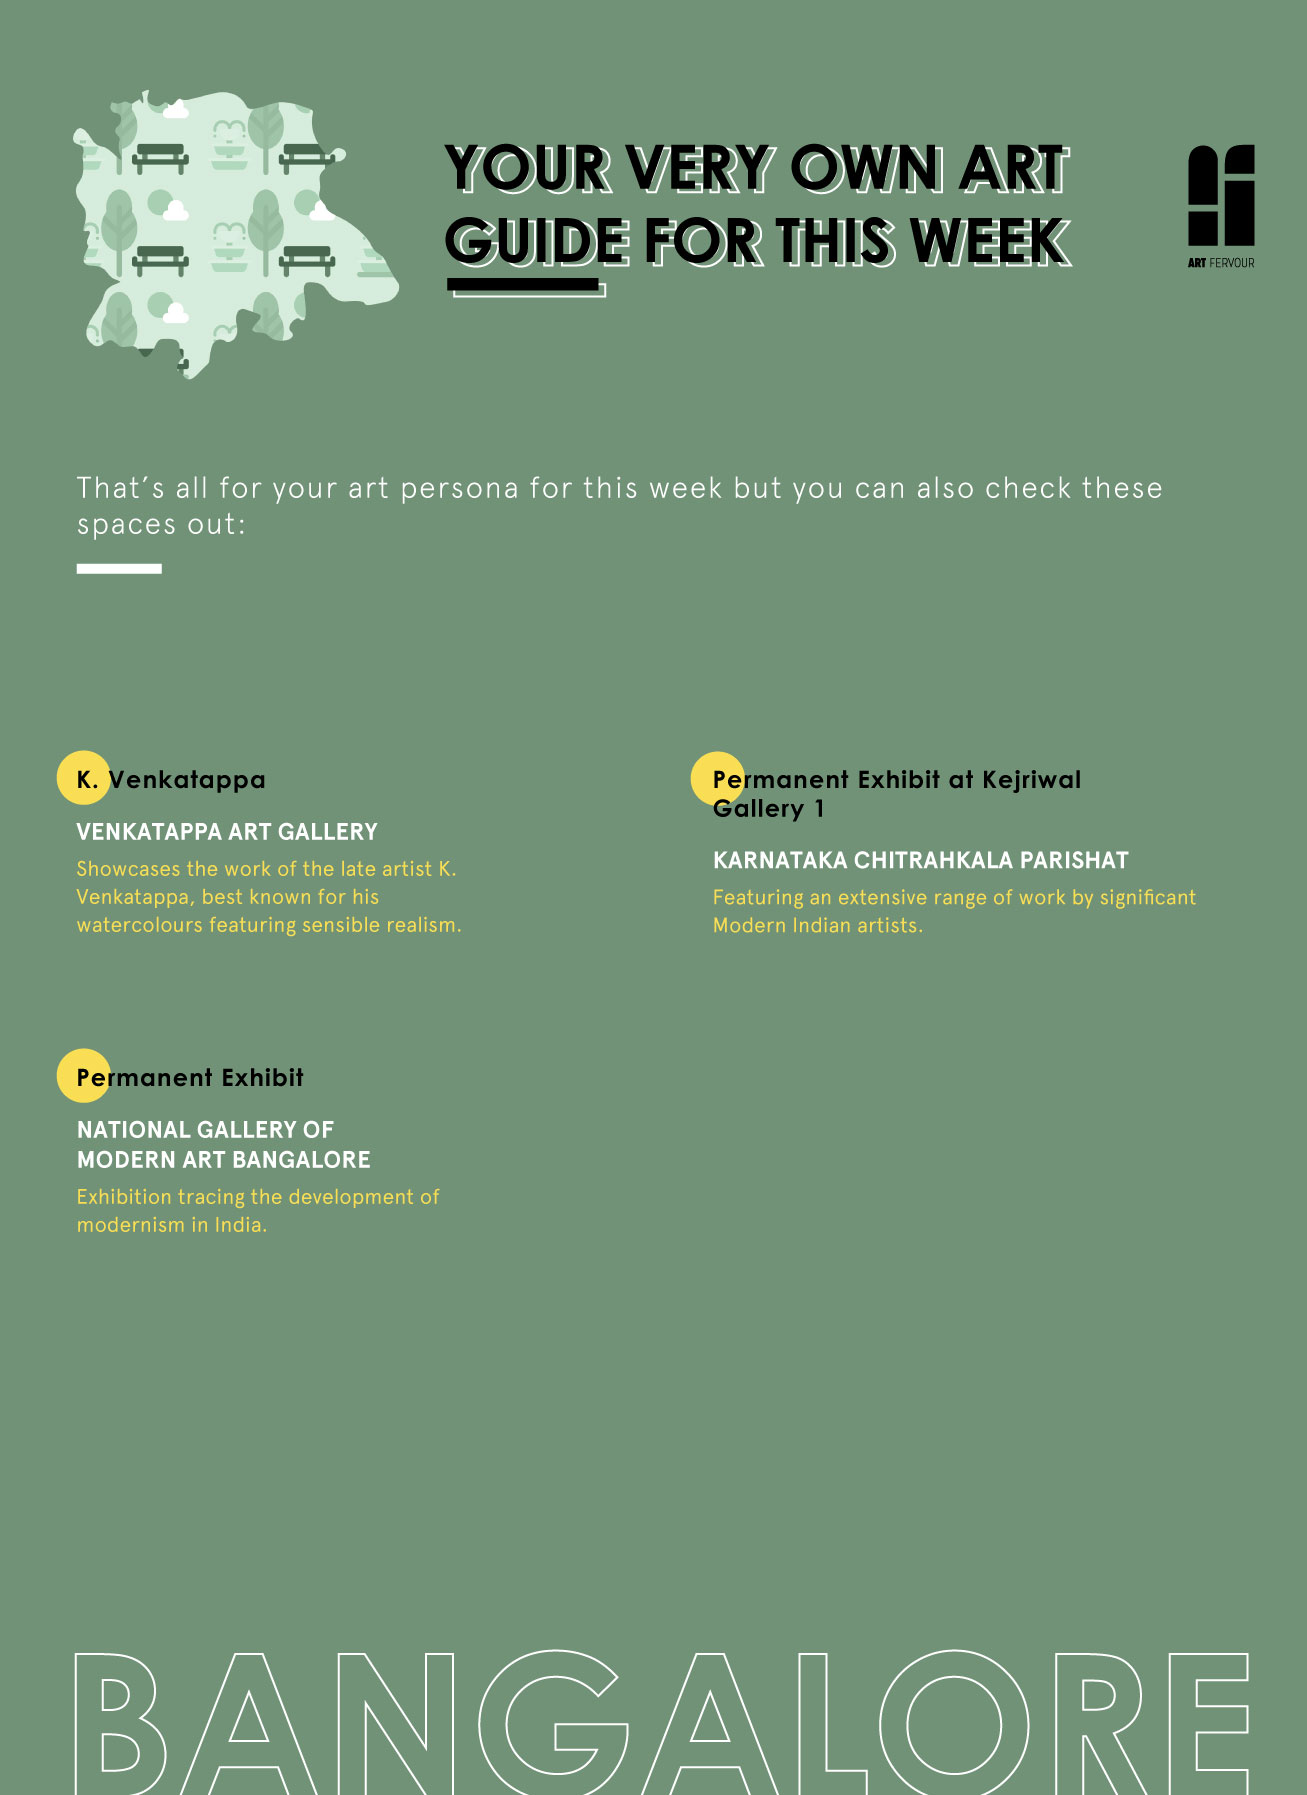 YOUR VERY OWN ART
GUIDE FOR THIS WEEK
ART FERVOUR
That’s all for your art persona for this week but you can also check these
spaces out:
K. Venkatappa
VENKATAPPA ART GALLERY
Showcases the work of the late artist K.
Venkatappa, best known for his
watercolours featuring sensible realism.
Permanent Exhibit at Kejriwal
Gallery 1
KARNATAKA CHITRAHKALA PARISHAT
Featuring an extensive range of work by significant
Modern Indian artists.
Permanent Exhibit
NATIONAL GALLERY OF
MODERN ART BANGALORE
Exhibition tracing the development of
modernism in India.
BANGALORE